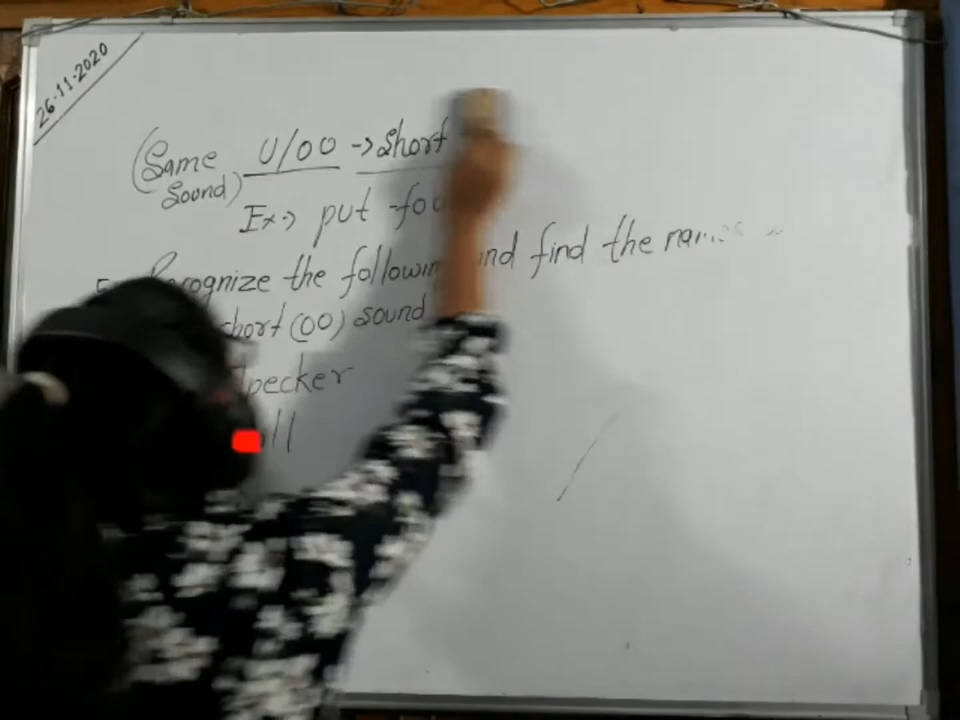 26.11.2020
(Same U/OO -> Short
Sound)
Ex-> put foo
Recognize the following and find the nam
short (OO) sound
pecker
ll